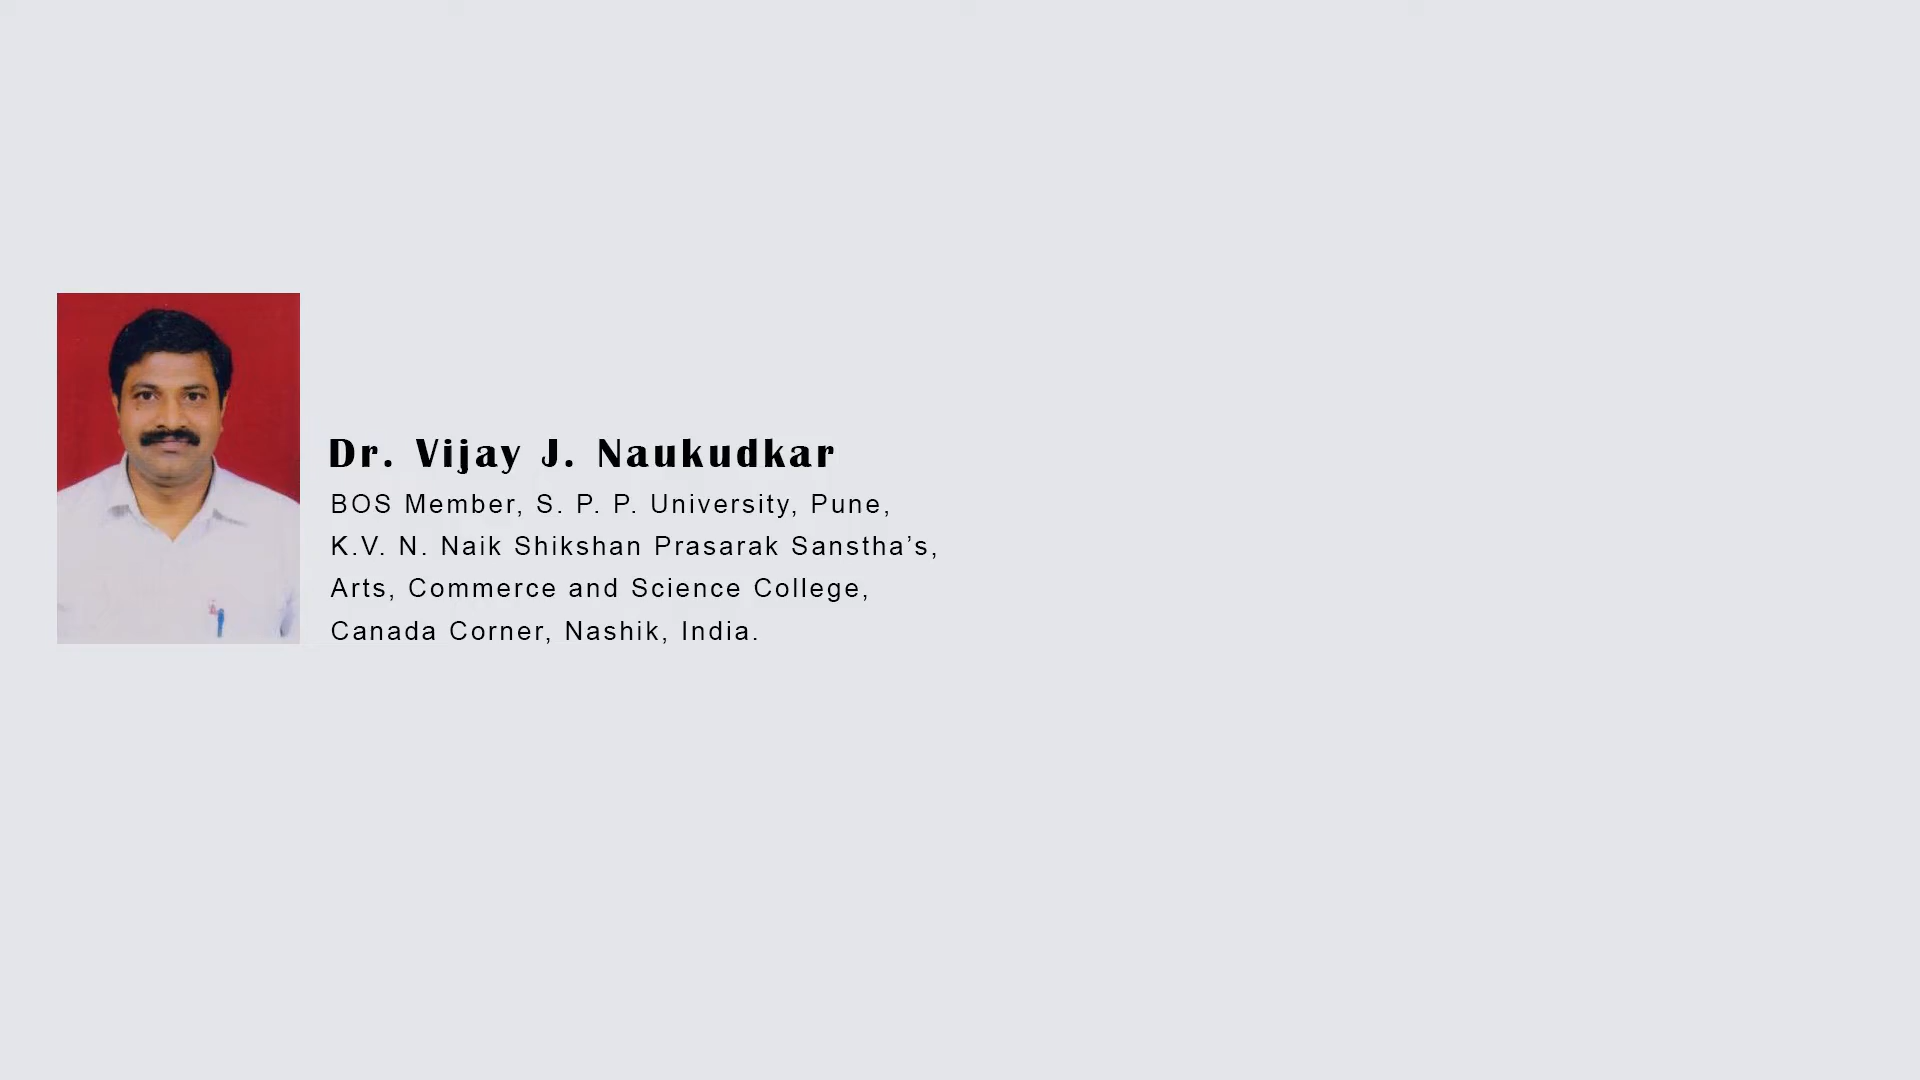 Dr. Vijay J. Naukudkar
BOS Member, S. P. P. University, Pune,
K.V. N. Naik Shikshan Prasarak Sanstha’s,
Arts, Commerce and Science College,
Canada Corner, Nashik, India.